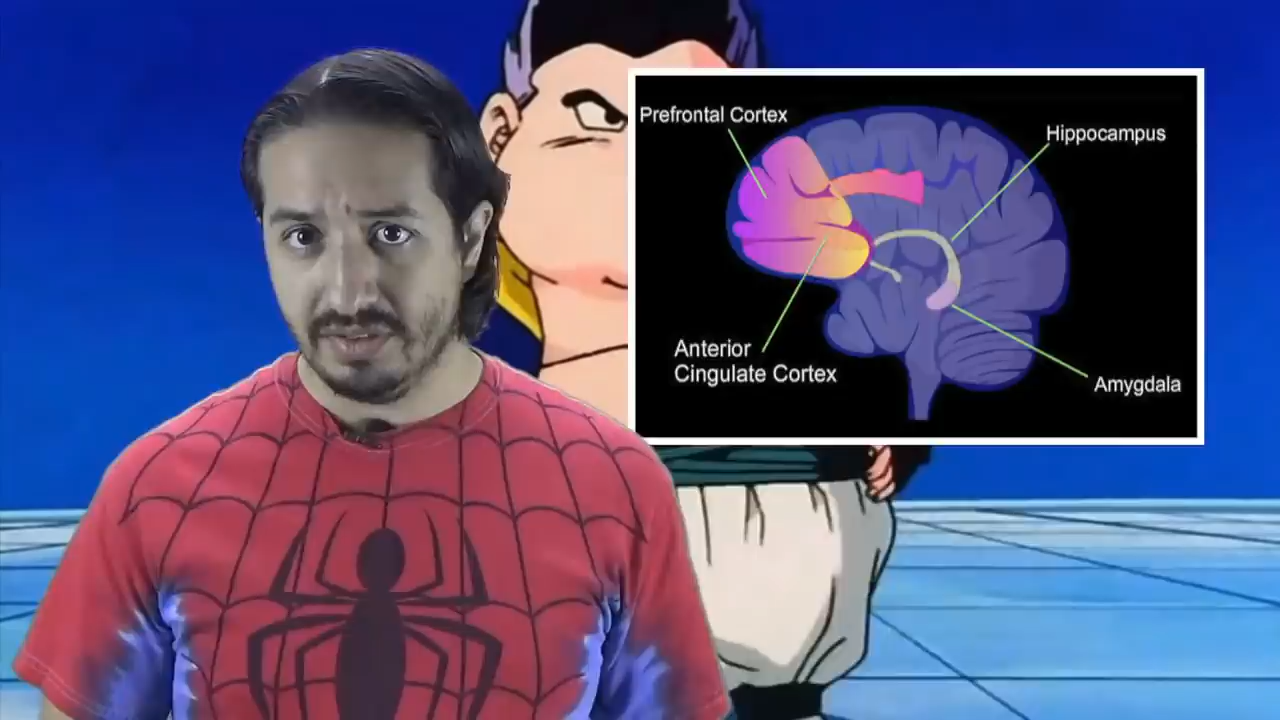 Prefrontal Cortex
Hippocampus
Anterior
Cingulate Cortex
Amygdala